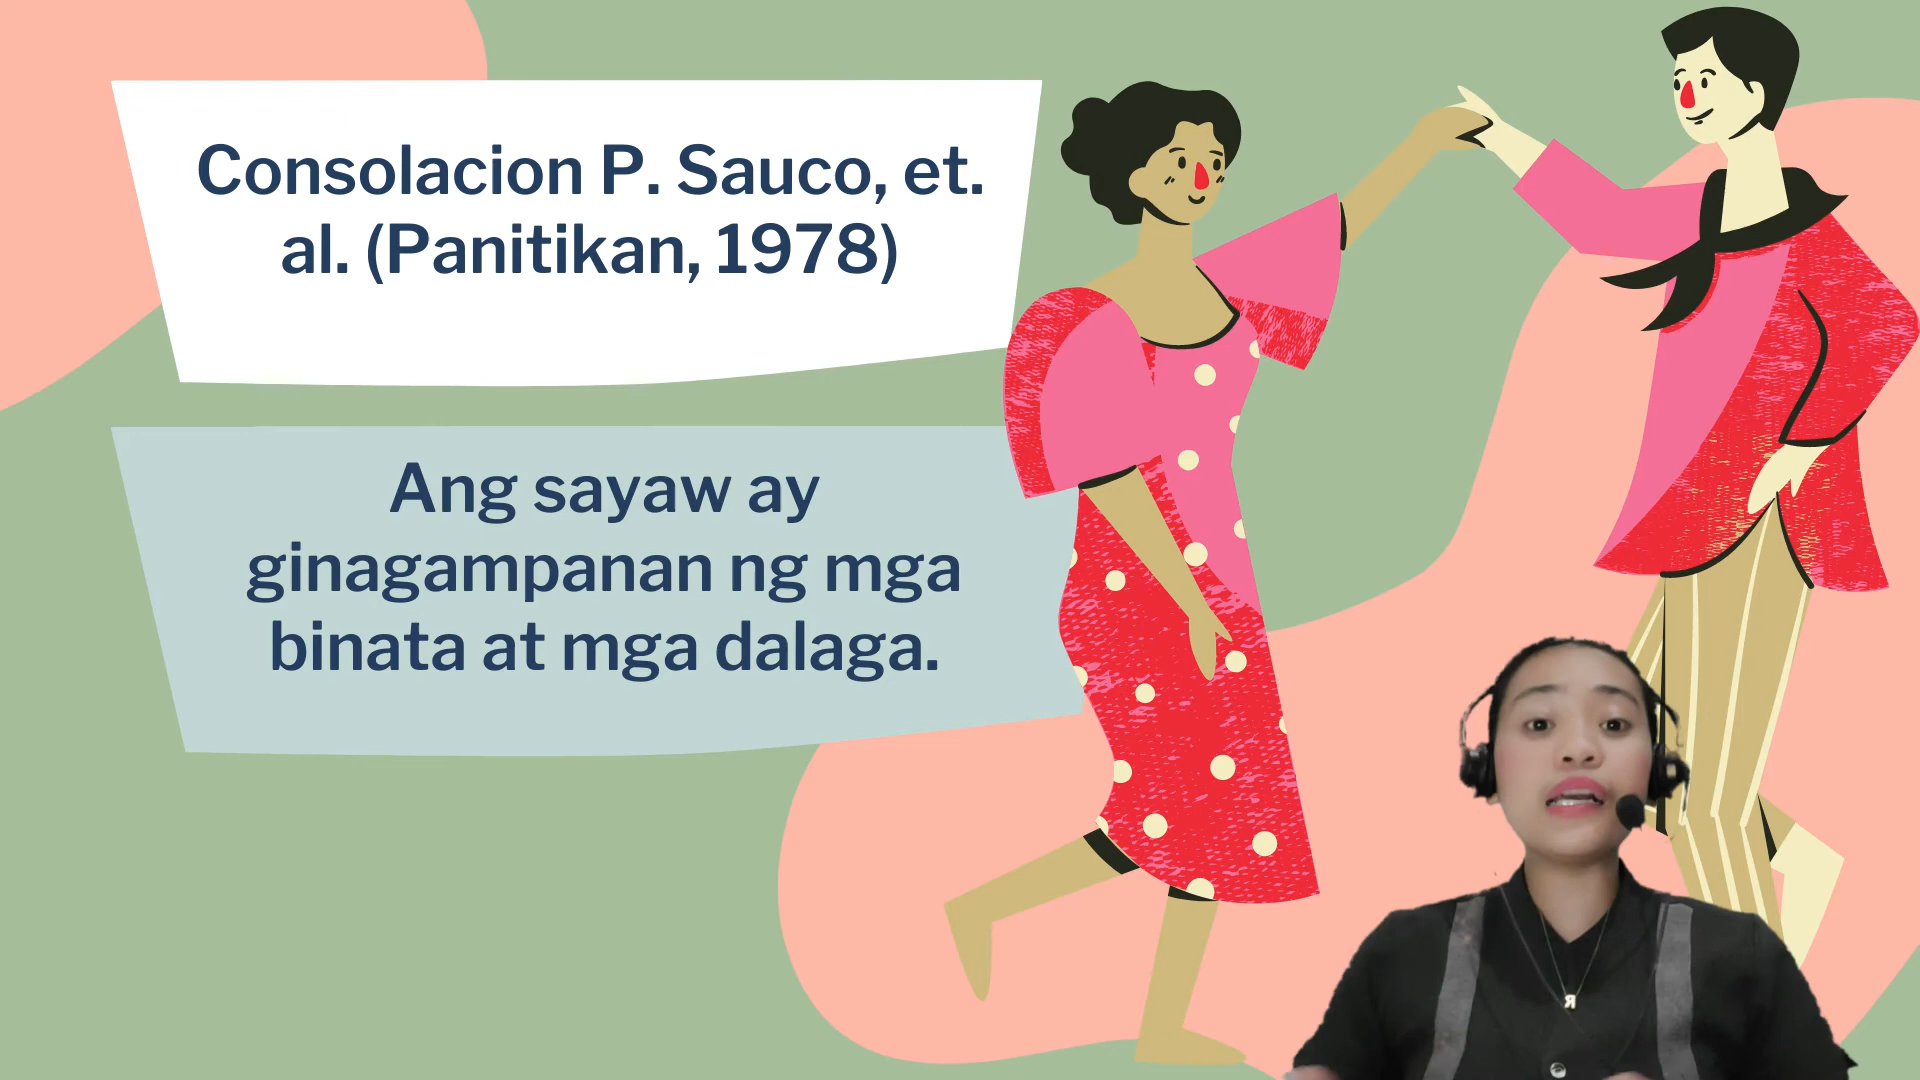 Consolacion P. Sauco, et.
al. (Panitikan, 1978)
Ang sayaw ay
ginagampanan ng mga
binata at mga dalaga.